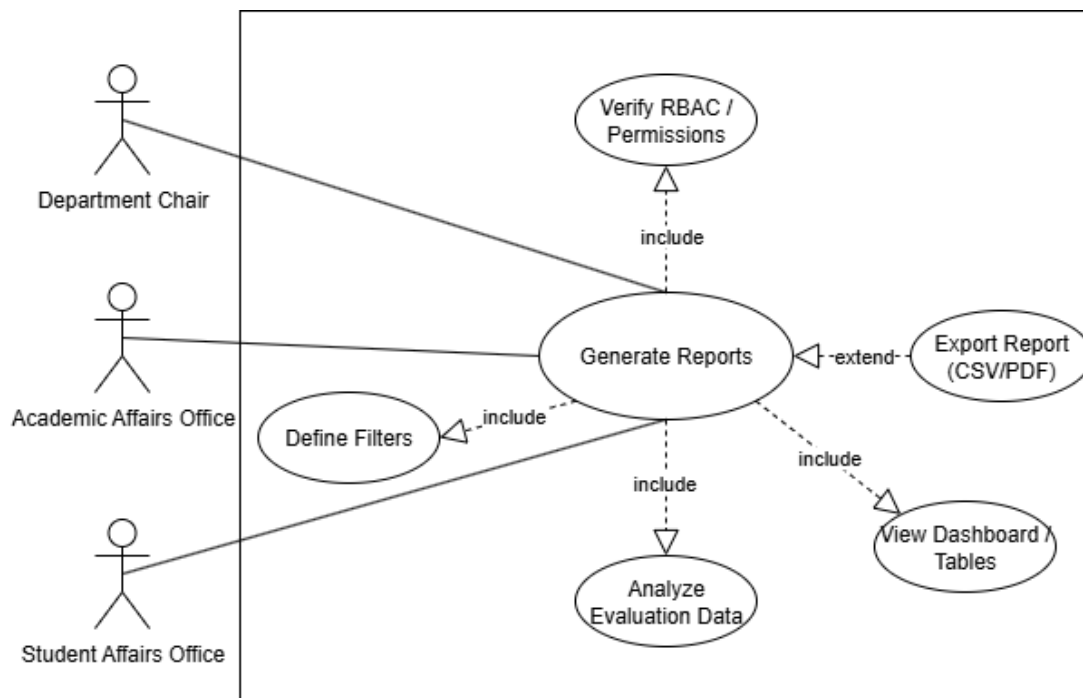 Verify RBAC /
Permissions
Department Chair
include
Generate Reports
extend
Export Report
(CSV/PDF)
Academic Affairs Office
include
Define Filters
include
include
View Dashboard /
Tables
Analyze
Evaluation Data
Student Affairs Office